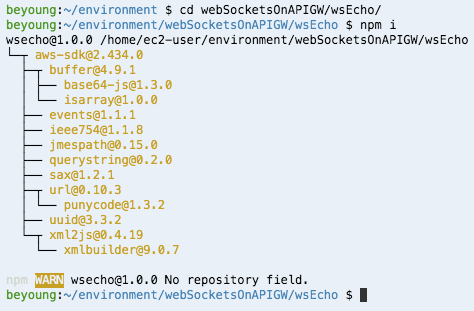 beyoung:~/environment $ cd webSocketsOnAPIGW/wsEcho/
beyoung:~/environment/webSocketsOnAPIGW/wsEcho $ npm i
wsecho@1.0.0 /home/ec2-user/environment/webSocketsOnAPIGW/wsEcho
└─┬ aws-sdk@2.434.0
  ├─┬ buffer@4.9.1
  │ ├── base64-js@1.3.0
  │ └── isarray@1.0.0
  ├── events@1.1.1
  ├── ieee754@1.1.8
  ├── jmespath@0.15.0
  ├── querystring@0.2.0
  ├── sax@1.2.1
  ├─┬ url@0.10.3
  │ └── punycode@1.3.2
  ├── uuid@3.3.2
  └─┬ xml2js@0.4.19
    └── xmlbuilder@9.0.7

npm WARN wsecho@1.0.0 No repository field.
beyoung:~/environment/webSocketsOnAPIGW/wsEcho $